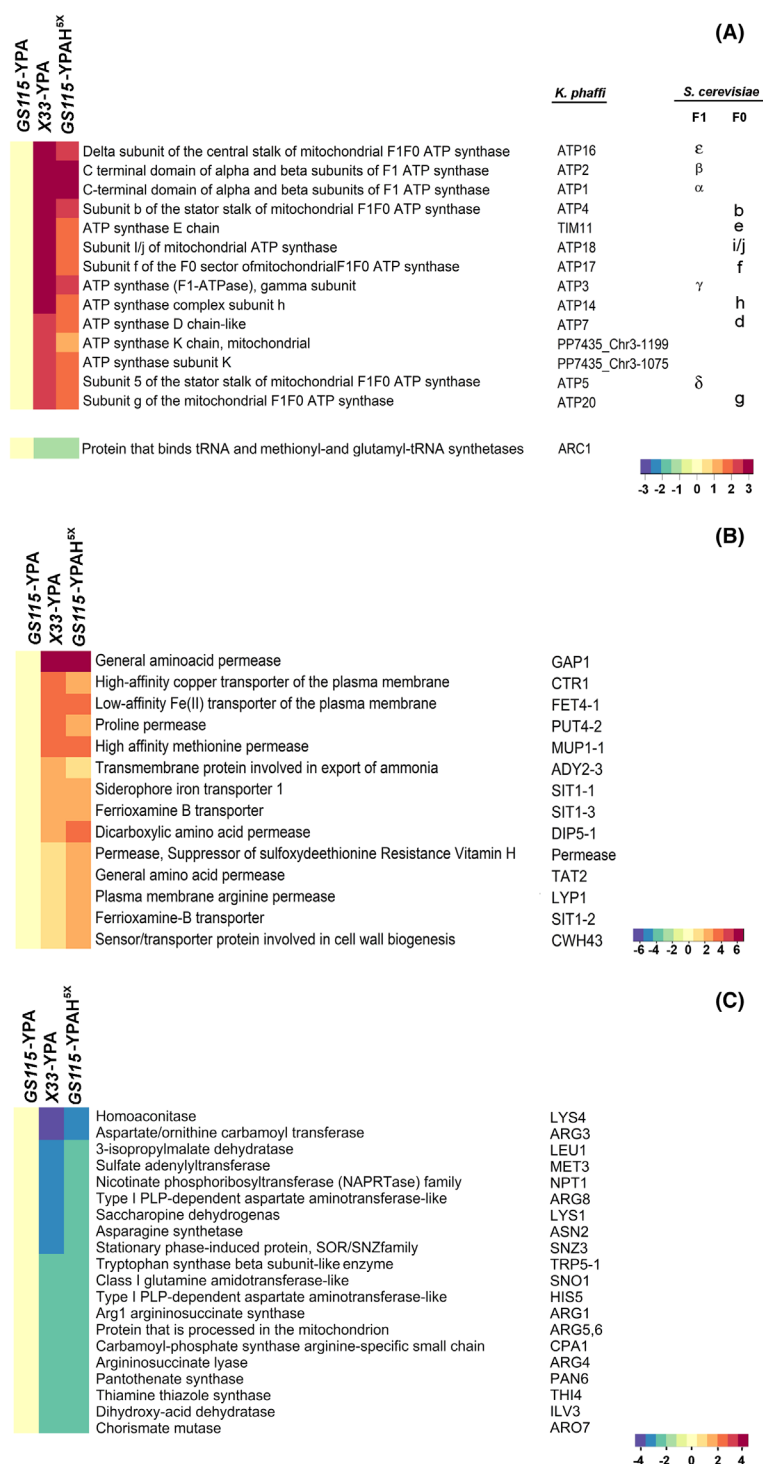 (A)
GS115-YPA
X33-YPA
GS115-YPAH5X
K. phaffi S. cerevisiae
F1 F0
Delta subunit of the central stalk of mitochondrial F1F0 ATP synthase ATP16 ε
C terminal domain of alpha and beta subunits of F1 ATP synthase ATP2 β
C-terminal domain of alpha and beta subunits of F1 ATP synthase ATP1 α
Subunit b of the stator stalk of mitochondrial F1F0 ATP synthase ATP4 b
ATP synthase E chain TIM11 e
Subunit I/j of mitochondrial ATP synthase ATP18 i/j
Subunit f of the F0 sector ofmitochondrialF1F0 ATP synthase ATP17 f
ATP synthase (F1-ATPase), gamma subunit ATP3 γ
ATP synthase complex subunit h ATP14 h
ATP synthase D chain-like ATP7 d
ATP synthase K chain, mitochondrial PP7435_Chr3-1199
ATP synthase subunit K PP7435_Chr3-1075
Subunit 5 of the stator stalk of mitochondrial F1F0 ATP synthase ATP5 δ
Subunit g of the mitochondrial F1F0 ATP synthase ATP20 g
Protein that binds tRNA and methionyl-and glutamyl-tRNA synthetases ARC1
-3 -2 -1 0 1 2 3
(B)
GS115-YPA
X33-YPA
GS115-YPAH5X
General aminoacid permease GAP1
High-affinity copper transporter of the plasma membrane CTR1
Low-affinity Fe(II) transporter of the plasma membrane FET4-1
Proline permease PUT4-2
High affinity methionine permease MUP1-1
Transmembrane protein involved in export of ammonia ADY2-3
Siderophore iron transporter 1 SIT1-1
Ferrioxamine B transporter SIT1-3
Dicarboxylic amino acid permease DIP5-1
Permease, Suppressor of sulfoxydeethionine Resistance Vitamin H Permease
General amino acid permease TAT2
Plasma membrane arginine permease LYP1
Ferrioxamine-B transporter SIT1-2
Sensor/transporter protein involved in cell wall biogenesis CWH43
-6 -4 -2 0 2 4 6
(C)
GS115-YPA
X33-YPA
GS115-YPAH5X
Homoaconitase LYS4
Aspartate/ornithine carbamoyl transferase ARG3
3-isopropylmalate dehydratase LEU1
Sulfate adenylyltransferase MET3
Nicotinate phosphoribosyltransferase (NAPRTase) family NPT1
Type I PLP-dependent aspartate aminotransferase-like ARG8
Saccharopine dehydrogenas LYS1
Asparagine synthetase ASN2
Stationary phase-induced protein, SOR/SNZfamily SNZ3
Tryptophan synthase beta subunit-like enzyme TRP5-1
Class I glutamine amidotransferase-like SNO1
Type I PLP-dependent aspartate aminotransferase-like HIS5
Arg1 argininosuccinate synthase ARG1
Protein that is processed in the mitochondrion ARG5,6
Carbamoyl-phosphate synthase arginine-specific small chain CPA1
Argininosuccinate lyase ARG4
Pantothenate synthase PAN6
Thiamine thiazole synthase THI4
Dihydroxy-acid dehydratase ILV3
Chorismate mutase ARO7
-4 -2 0 2 4